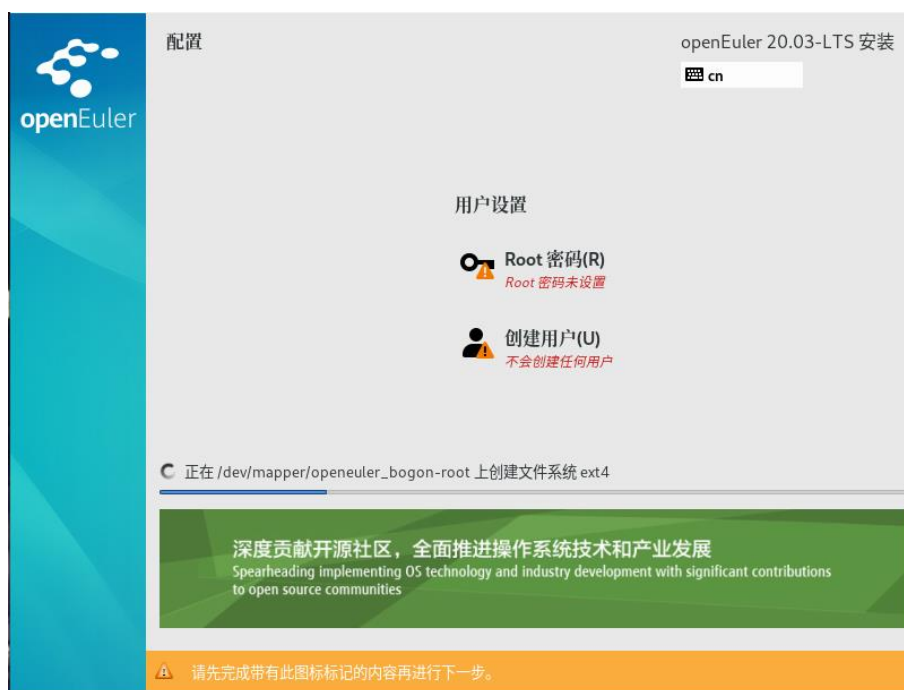 配置
openEuler 20.03-LTS 安装
cn
openEuler
用户设置
Root 密码(R)
Root 密码未设置
创建用户(U)
不会创建任何用户
正在 /dev/mapper/openeuler_bogon-root 上创建文件系统 ext4
深度贡献开源社区，全面推进操作系统技术和产业发展
Spearheading implementing OS technology and industry development with significant contributions
to open source communities
请先完成带有此图标标记的内容再进行下一步。